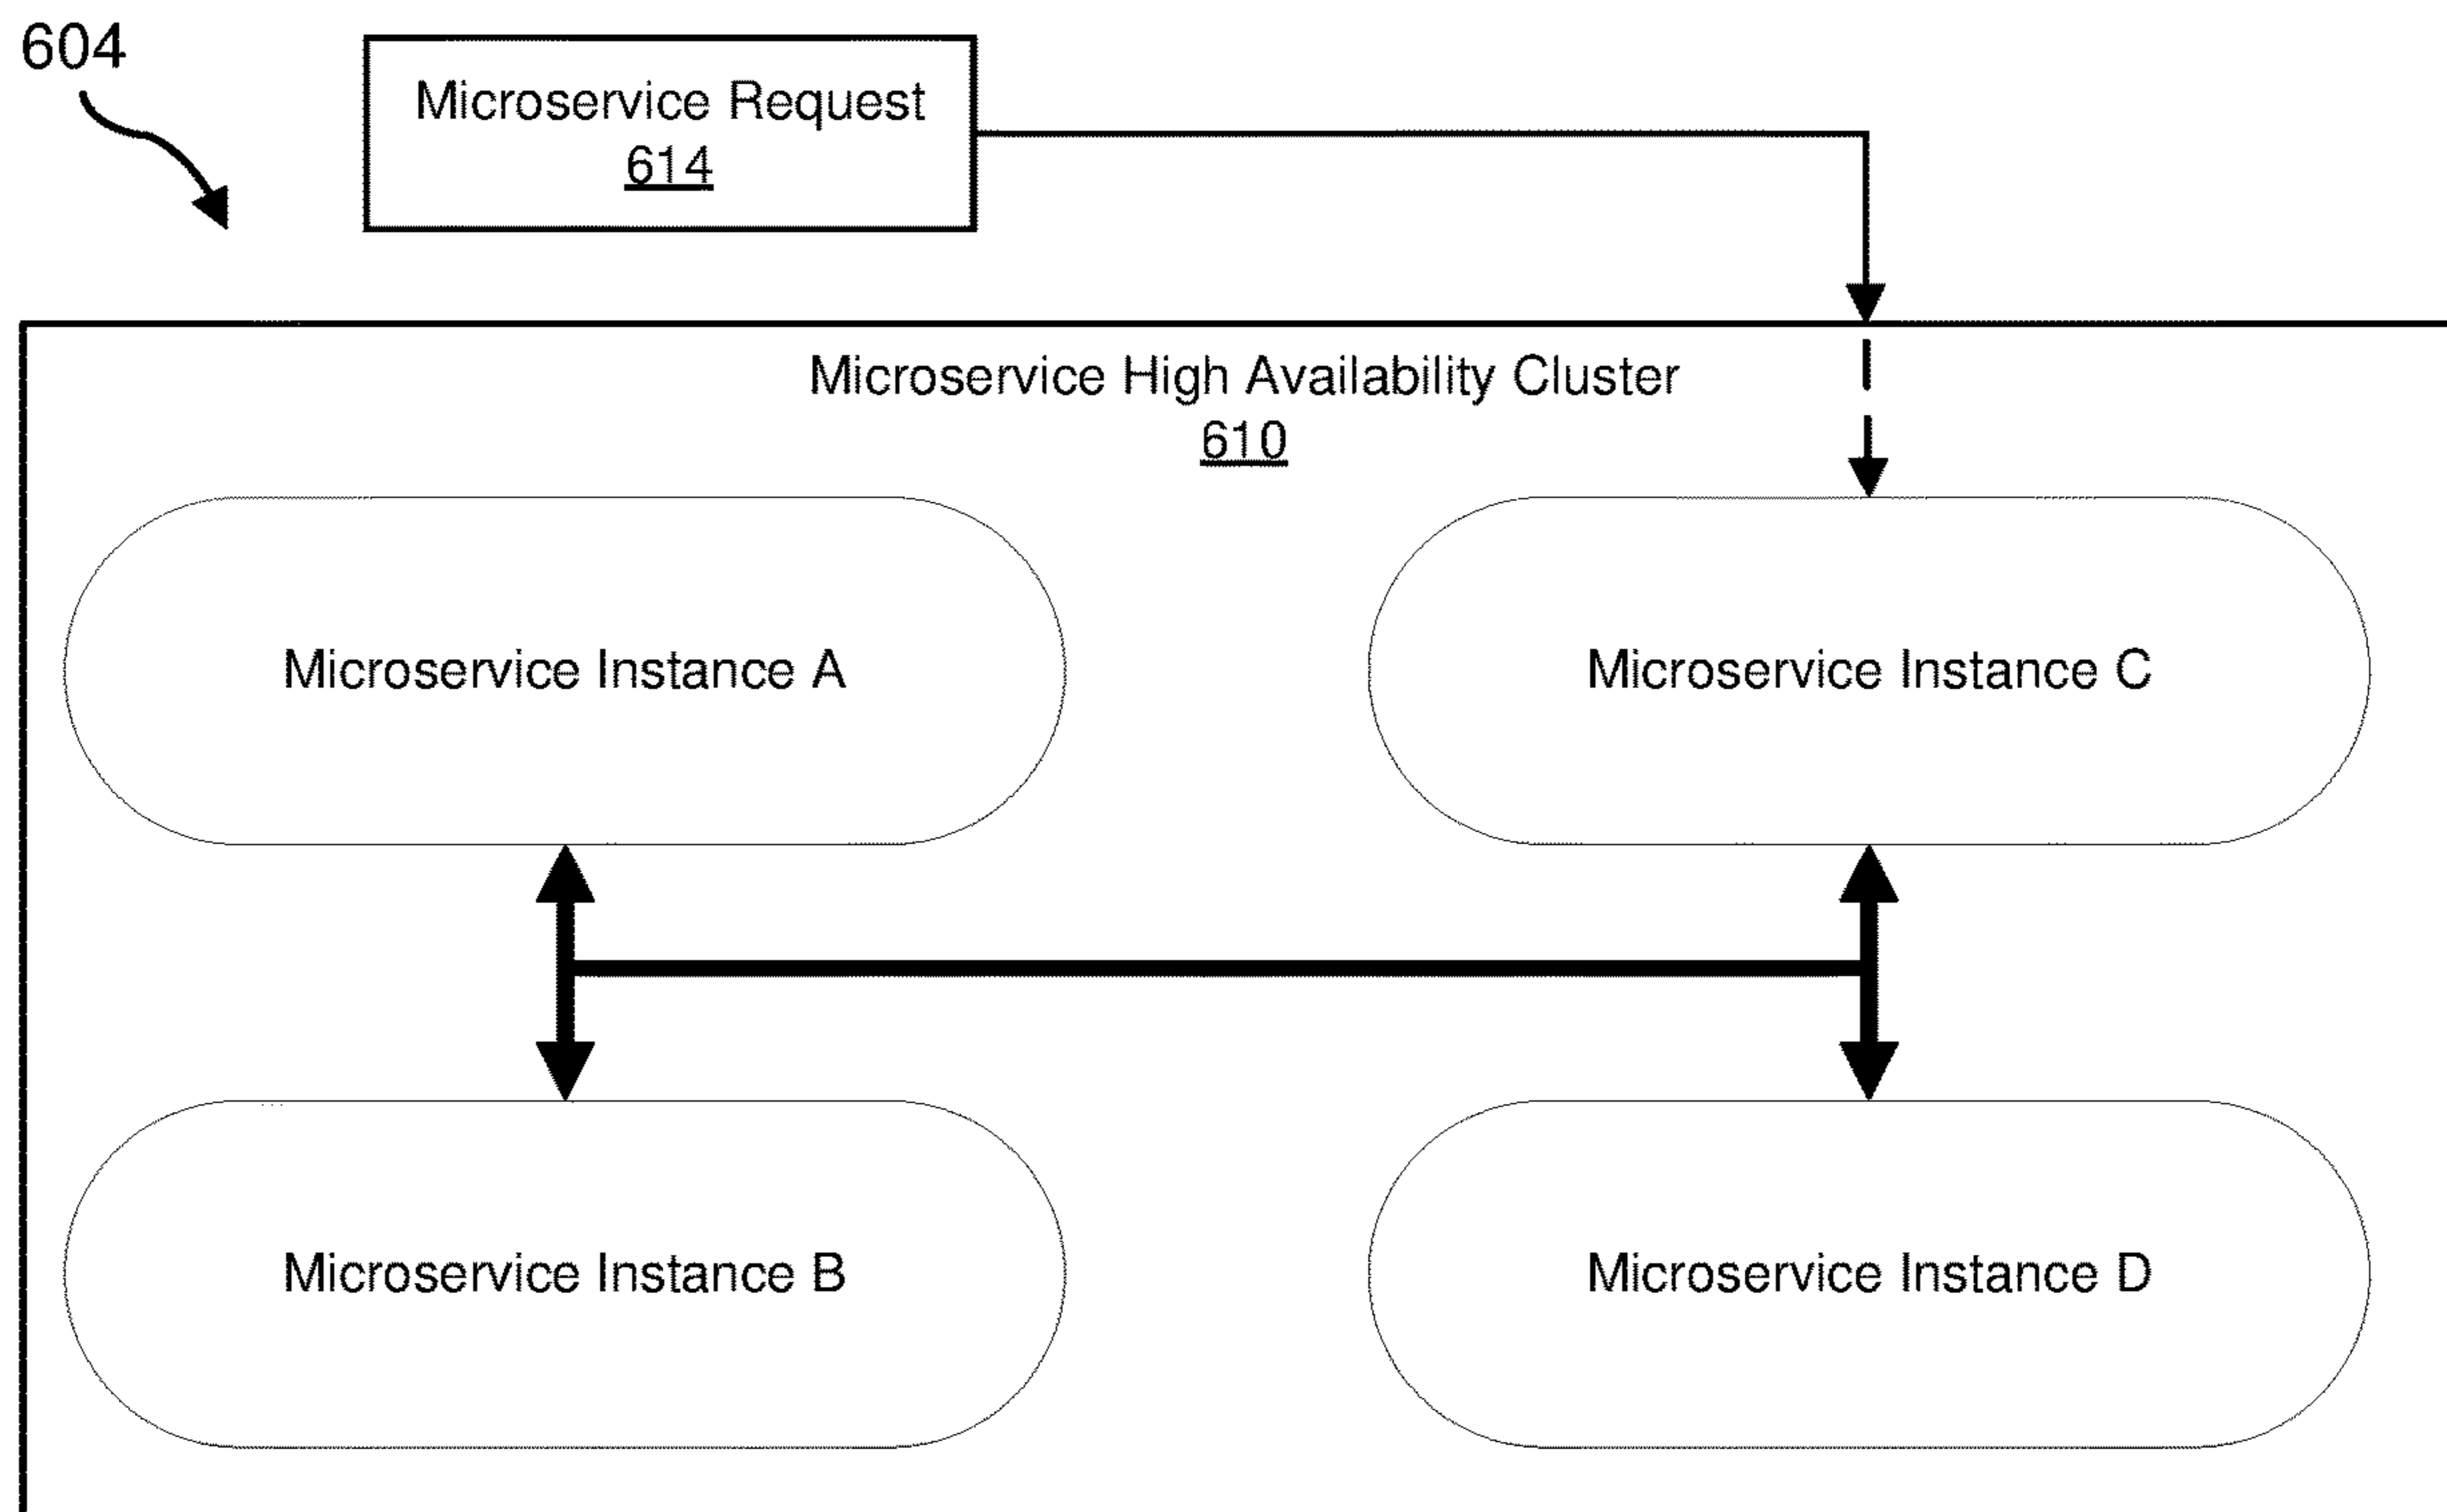 604
Microservice Request
614
Microservice High Availability Cluster
610
Microservice Instance A
Microservice Instance C
Microservice Instance B
Microservice Instance D